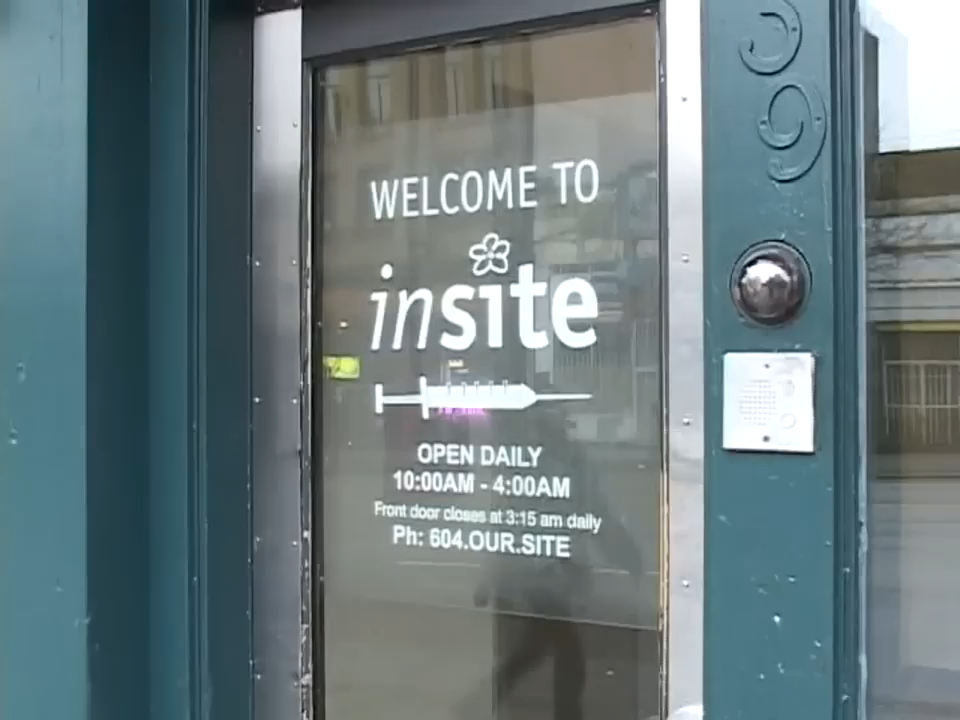 WELCOME TO
insite
OPEN DAILY
10:00AM - 4:00AM
Front door closes at 3:15 am daily
Ph: 604.OUR.SITE